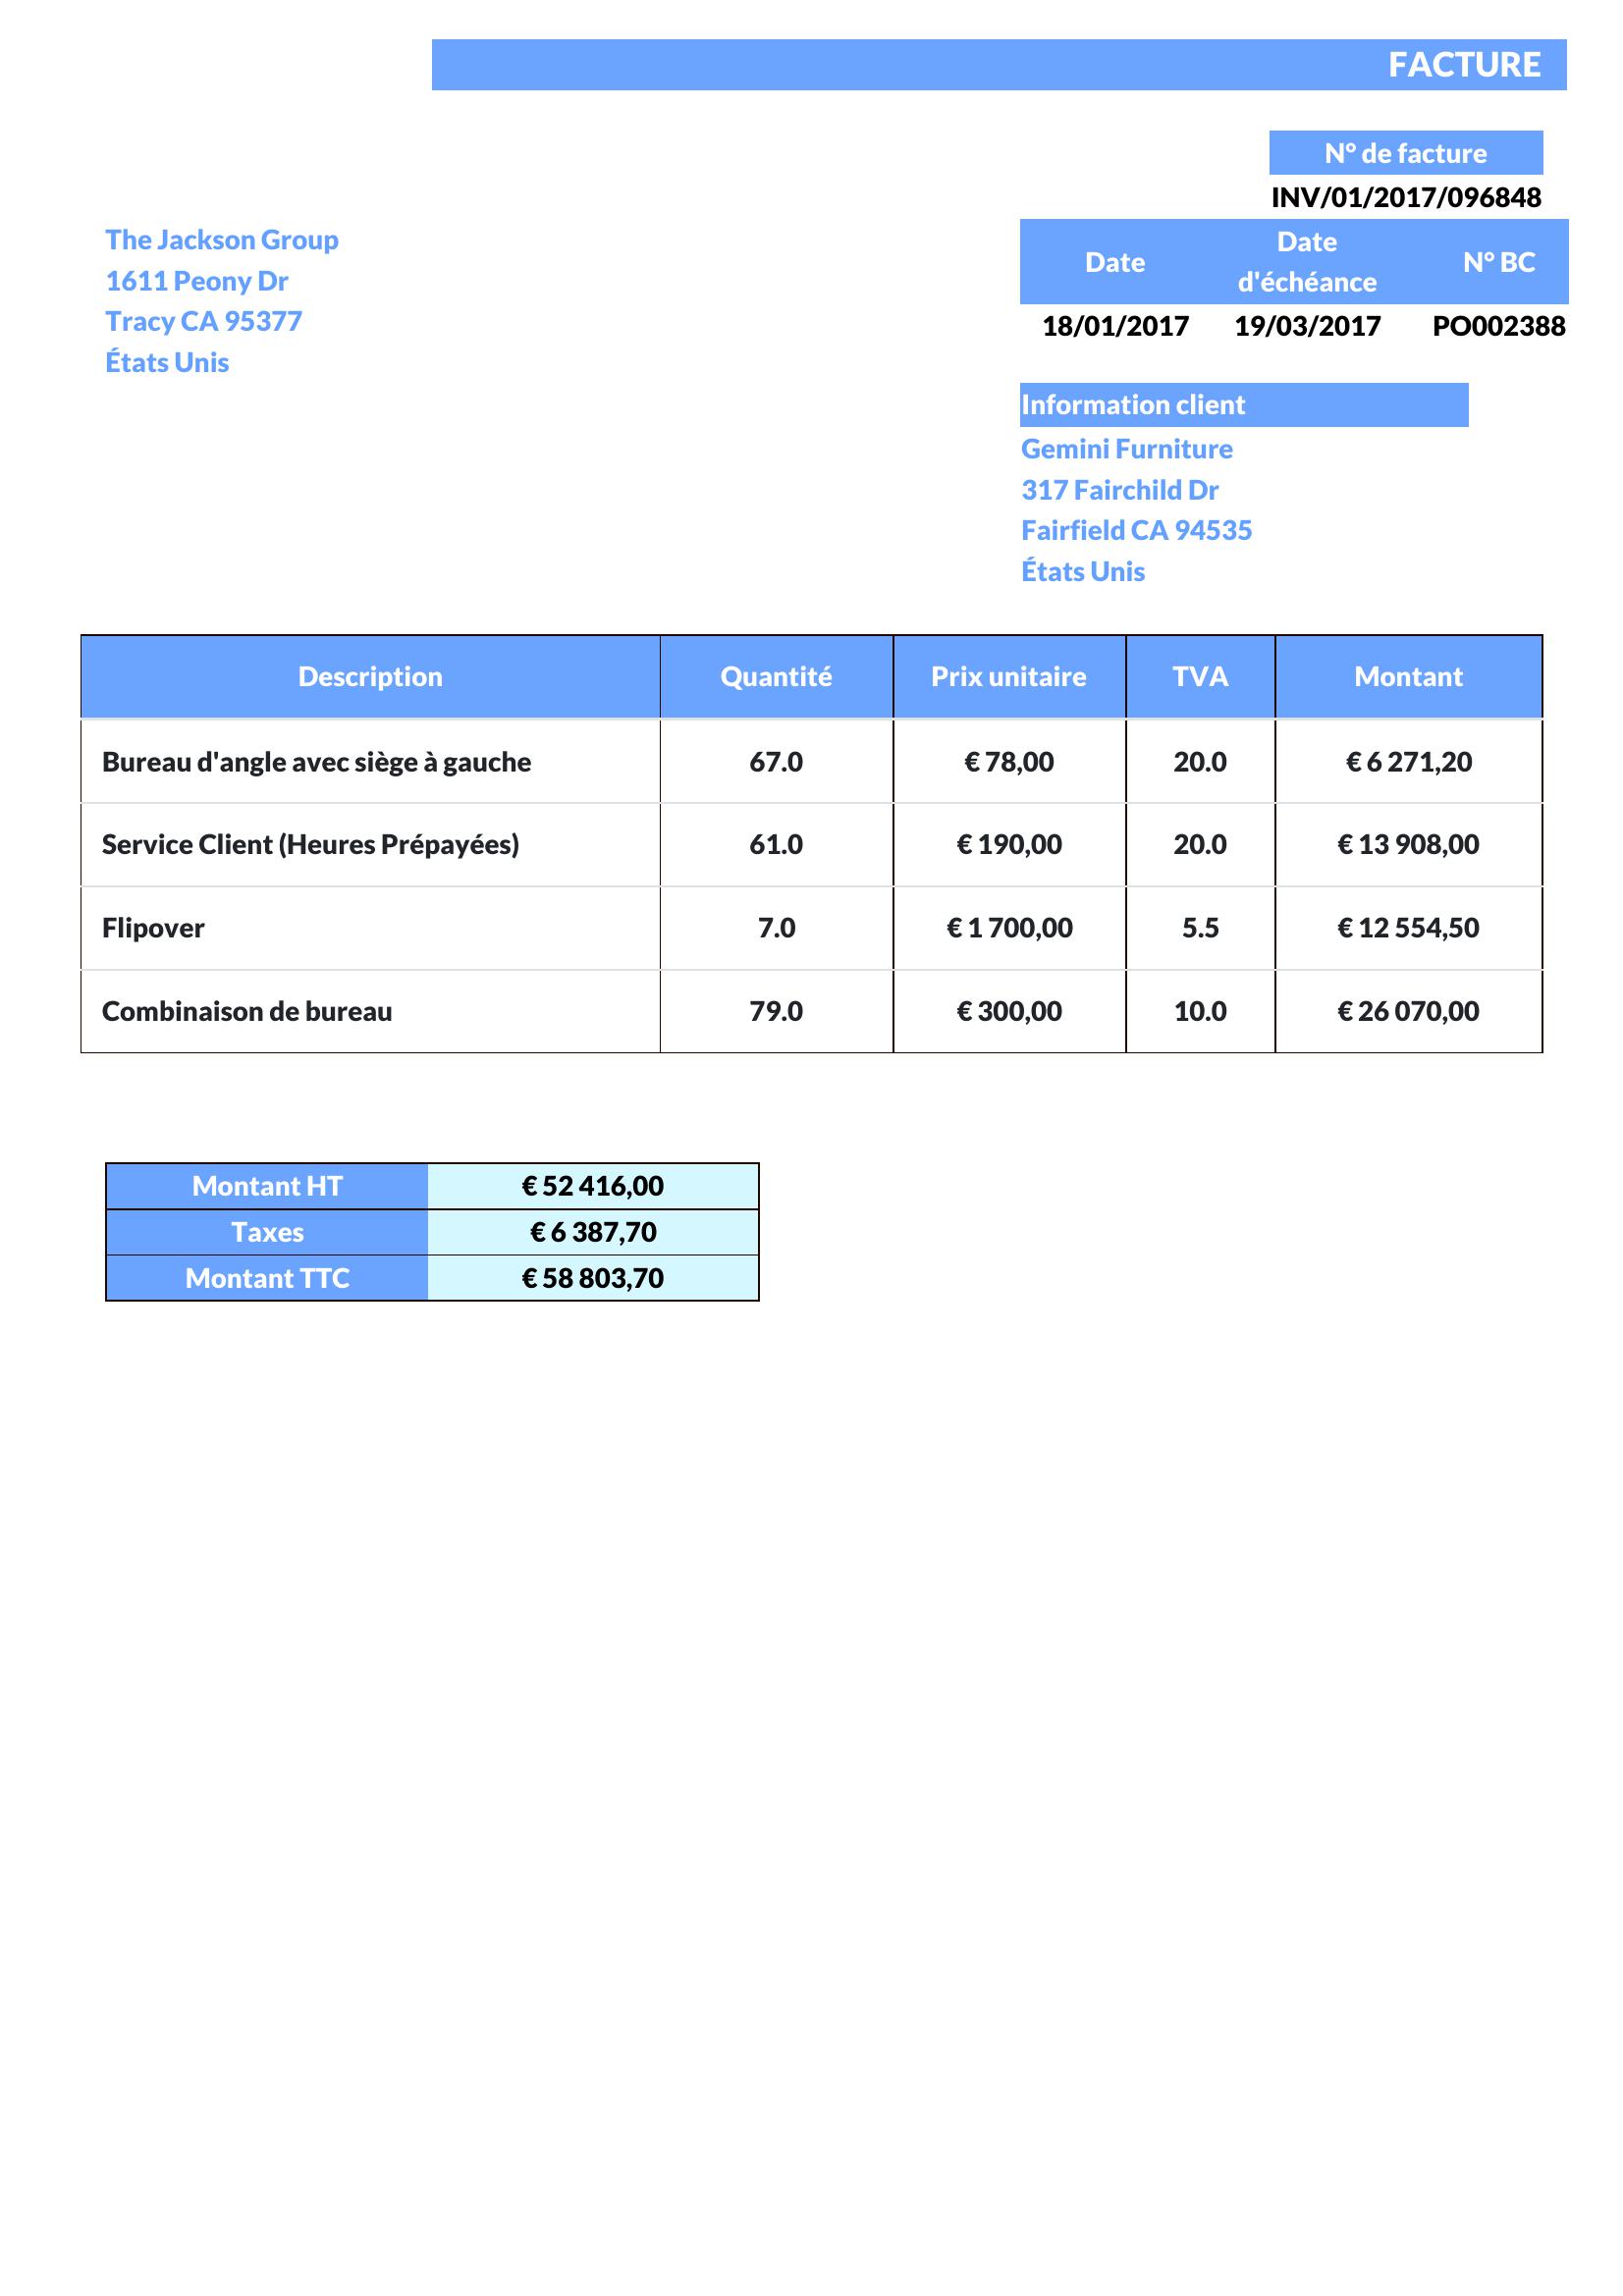 FACTURE
N° de facture
INV/01/2017/096848
The Jackson Group
1611 Peony Dr
Tracy CA 95377
États Unis
Date Date d'échéance N° BC
18/01/2017 19/03/2017 PO002388
Information client
Gemini Furniture
317 Fairchild Dr
Fairfield CA 94535
États Unis
Description Quantité Prix unitaire TVA Montant
Bureau d'angle avec siège à gauche 67.0 € 78,00 20.0 € 6 271,20
Service Client (Heures Prépayées) 61.0 € 190,00 20.0 € 13 908,00
Flipover 7.0 € 1 700,00 5.5 € 12 554,50
Combinaison de bureau 79.0 € 300,00 10.0 € 26 070,00
Montant HT € 52 416,00
Taxes € 6 387,70
Montant TTC € 58 803,70